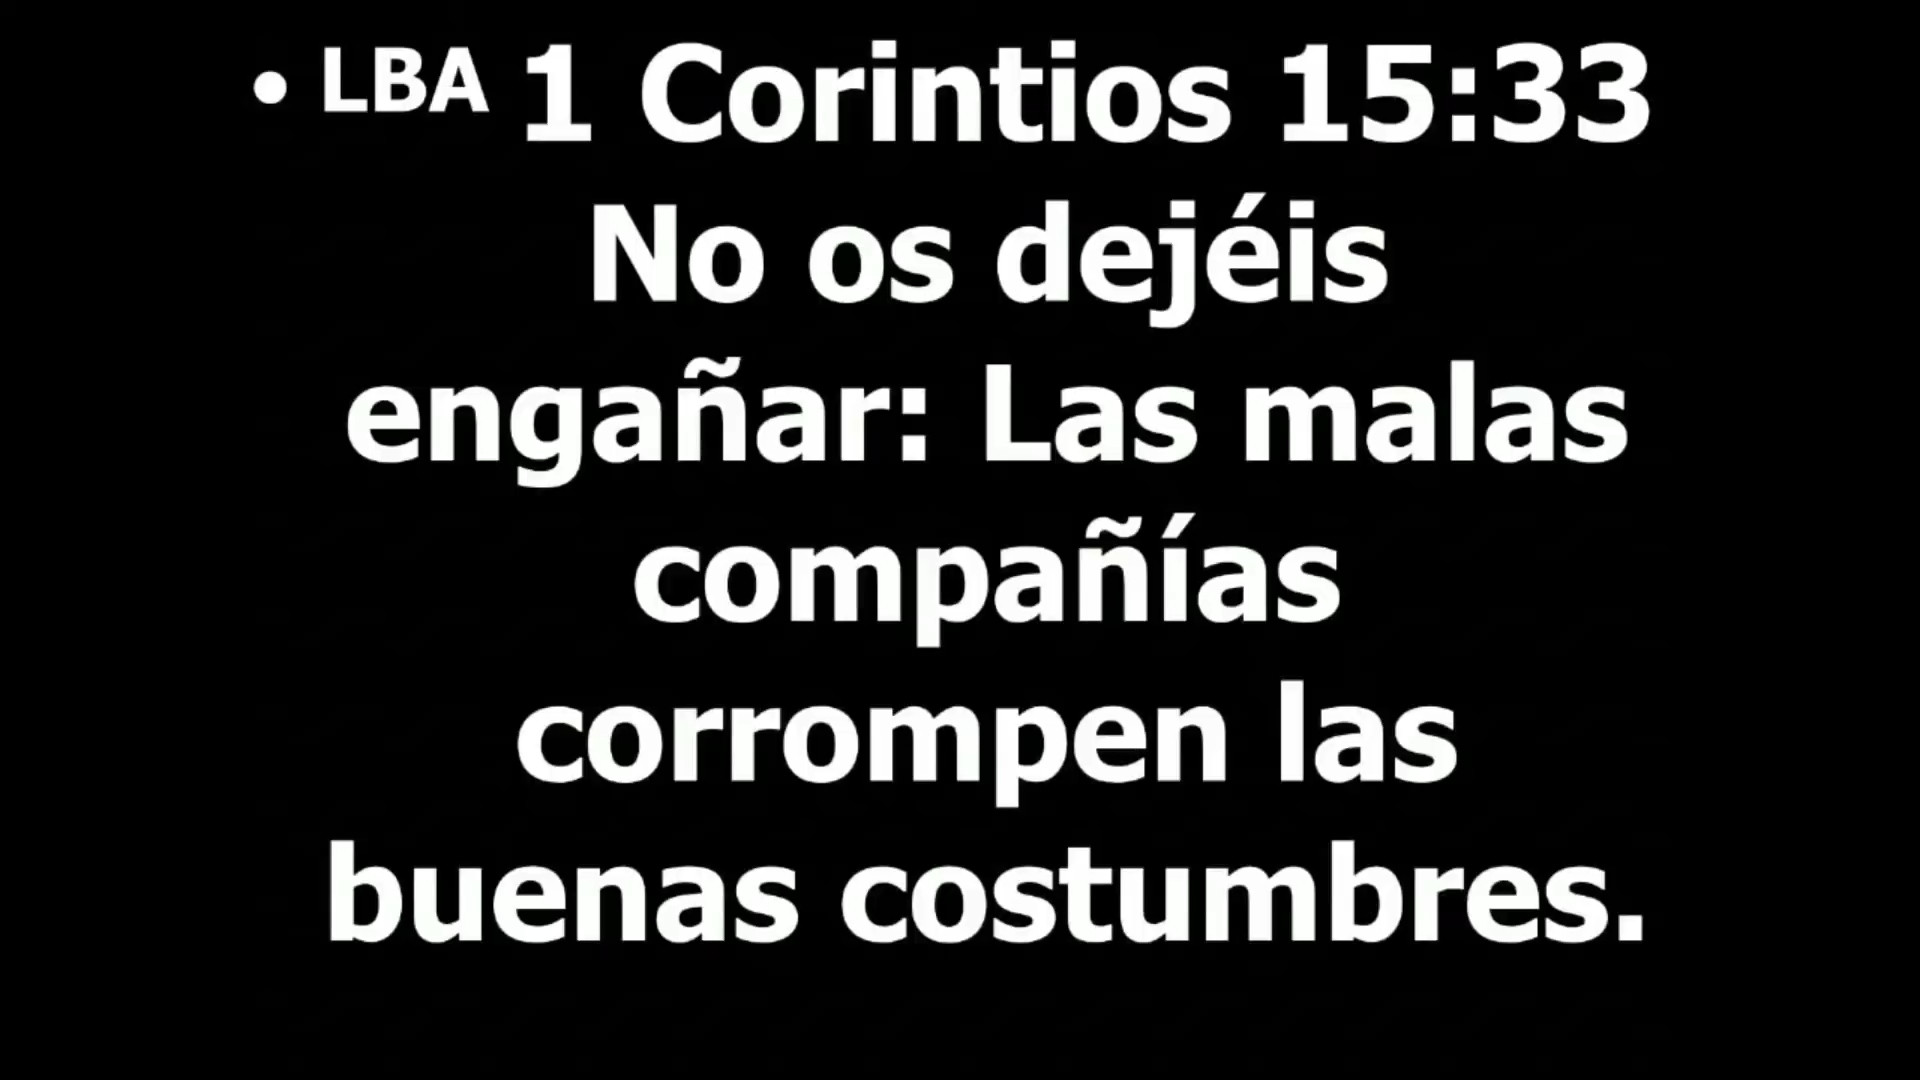 • LBA 1 Corintios 15:33
No os dejéis
engañar: Las malas
compañías
corrompen las
buenas costumbres.